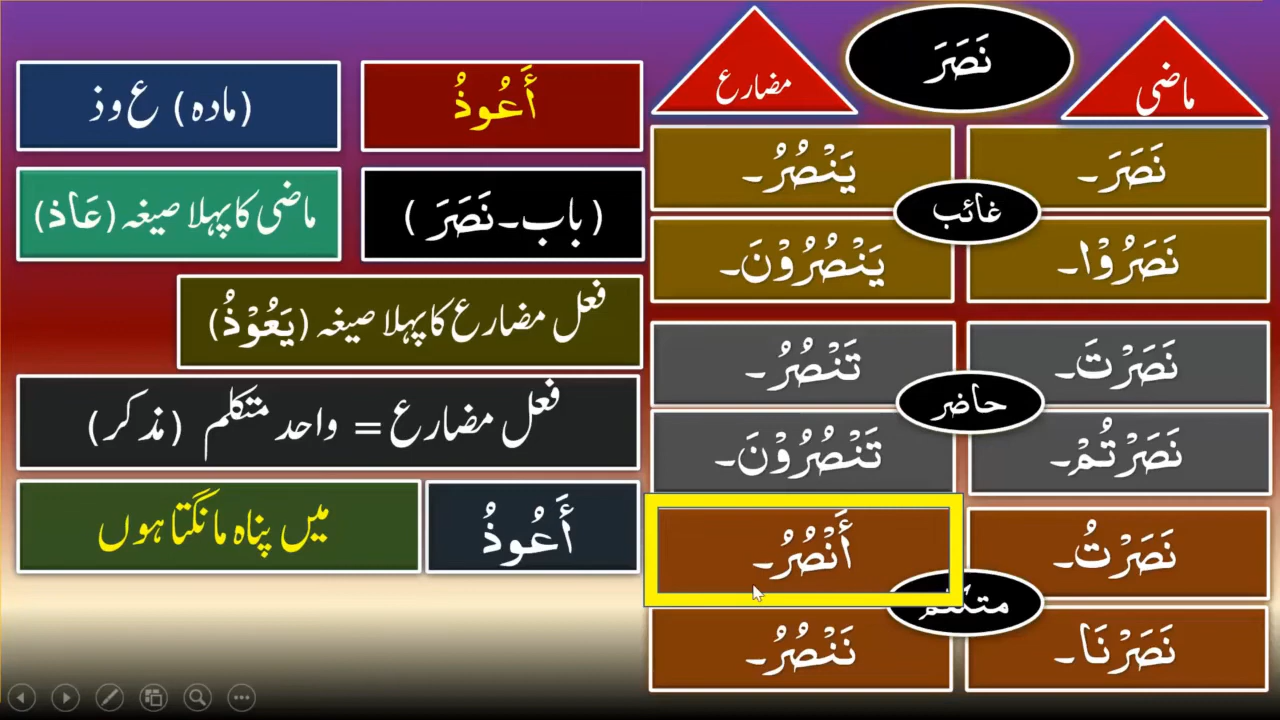 ماضی
نَصَرَ
مضارع
نَصَرَ۔
يَنْصُرُ۔
غائب
نَصَرُوْا۔
يَنْصُرُوْنَ۔
نَصَرْتَ۔
تَنْصُرُ۔
حاضر
نَصَرْتُمْ۔
تَنْصُرُوْنَ۔
نَصَرْتُ۔
أَنْصُرُ۔
متکلم
نَصَرْنَا۔
نَنْصُرُ۔
أَعُوذُ
(مادہ) ع و ذ
(باب۔نَصَرَ)
ماضی کا پہلا صیغہ (عَاذ)
فعل مضارع کا پہلا صیغہ (يَعُوْذُ)
فعل مضارع = واحد متکلم (مذکر)
أَعُوذُ
میں پناہ مانگتا ہوں